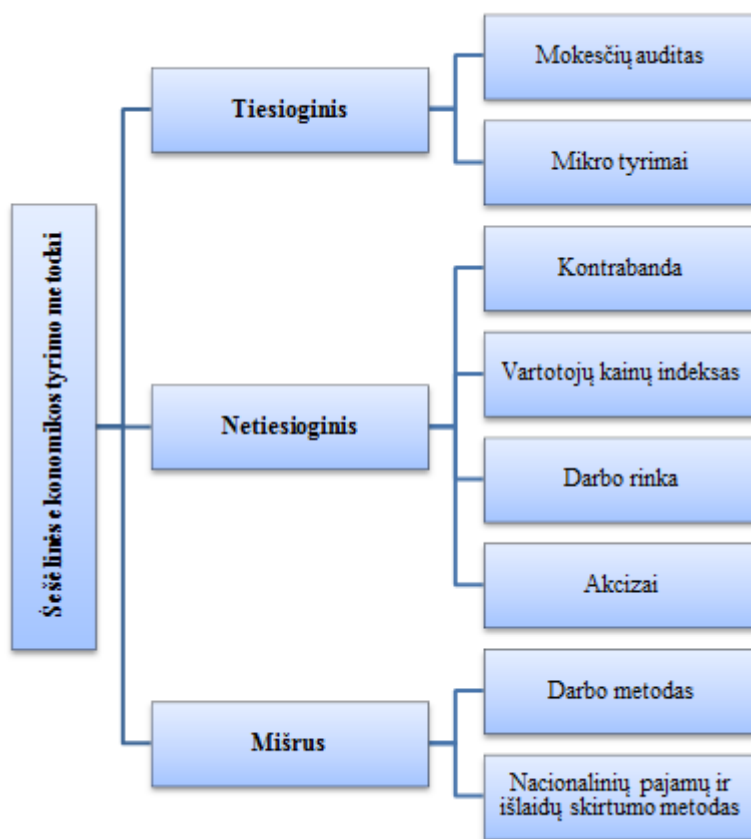 Šešėlinės ekonomikos tyrimo metodai
Tiesioginis
Mokesčių auditas
Mikro tyrimai
Netiesioginis
Kontrabanda
Vartotojų kainų indeksas
Darbo rinka
Akcizai
Mišrus
Darbo metodas
Nacionalinių pajamų ir
išlaidų skirtumo metodas